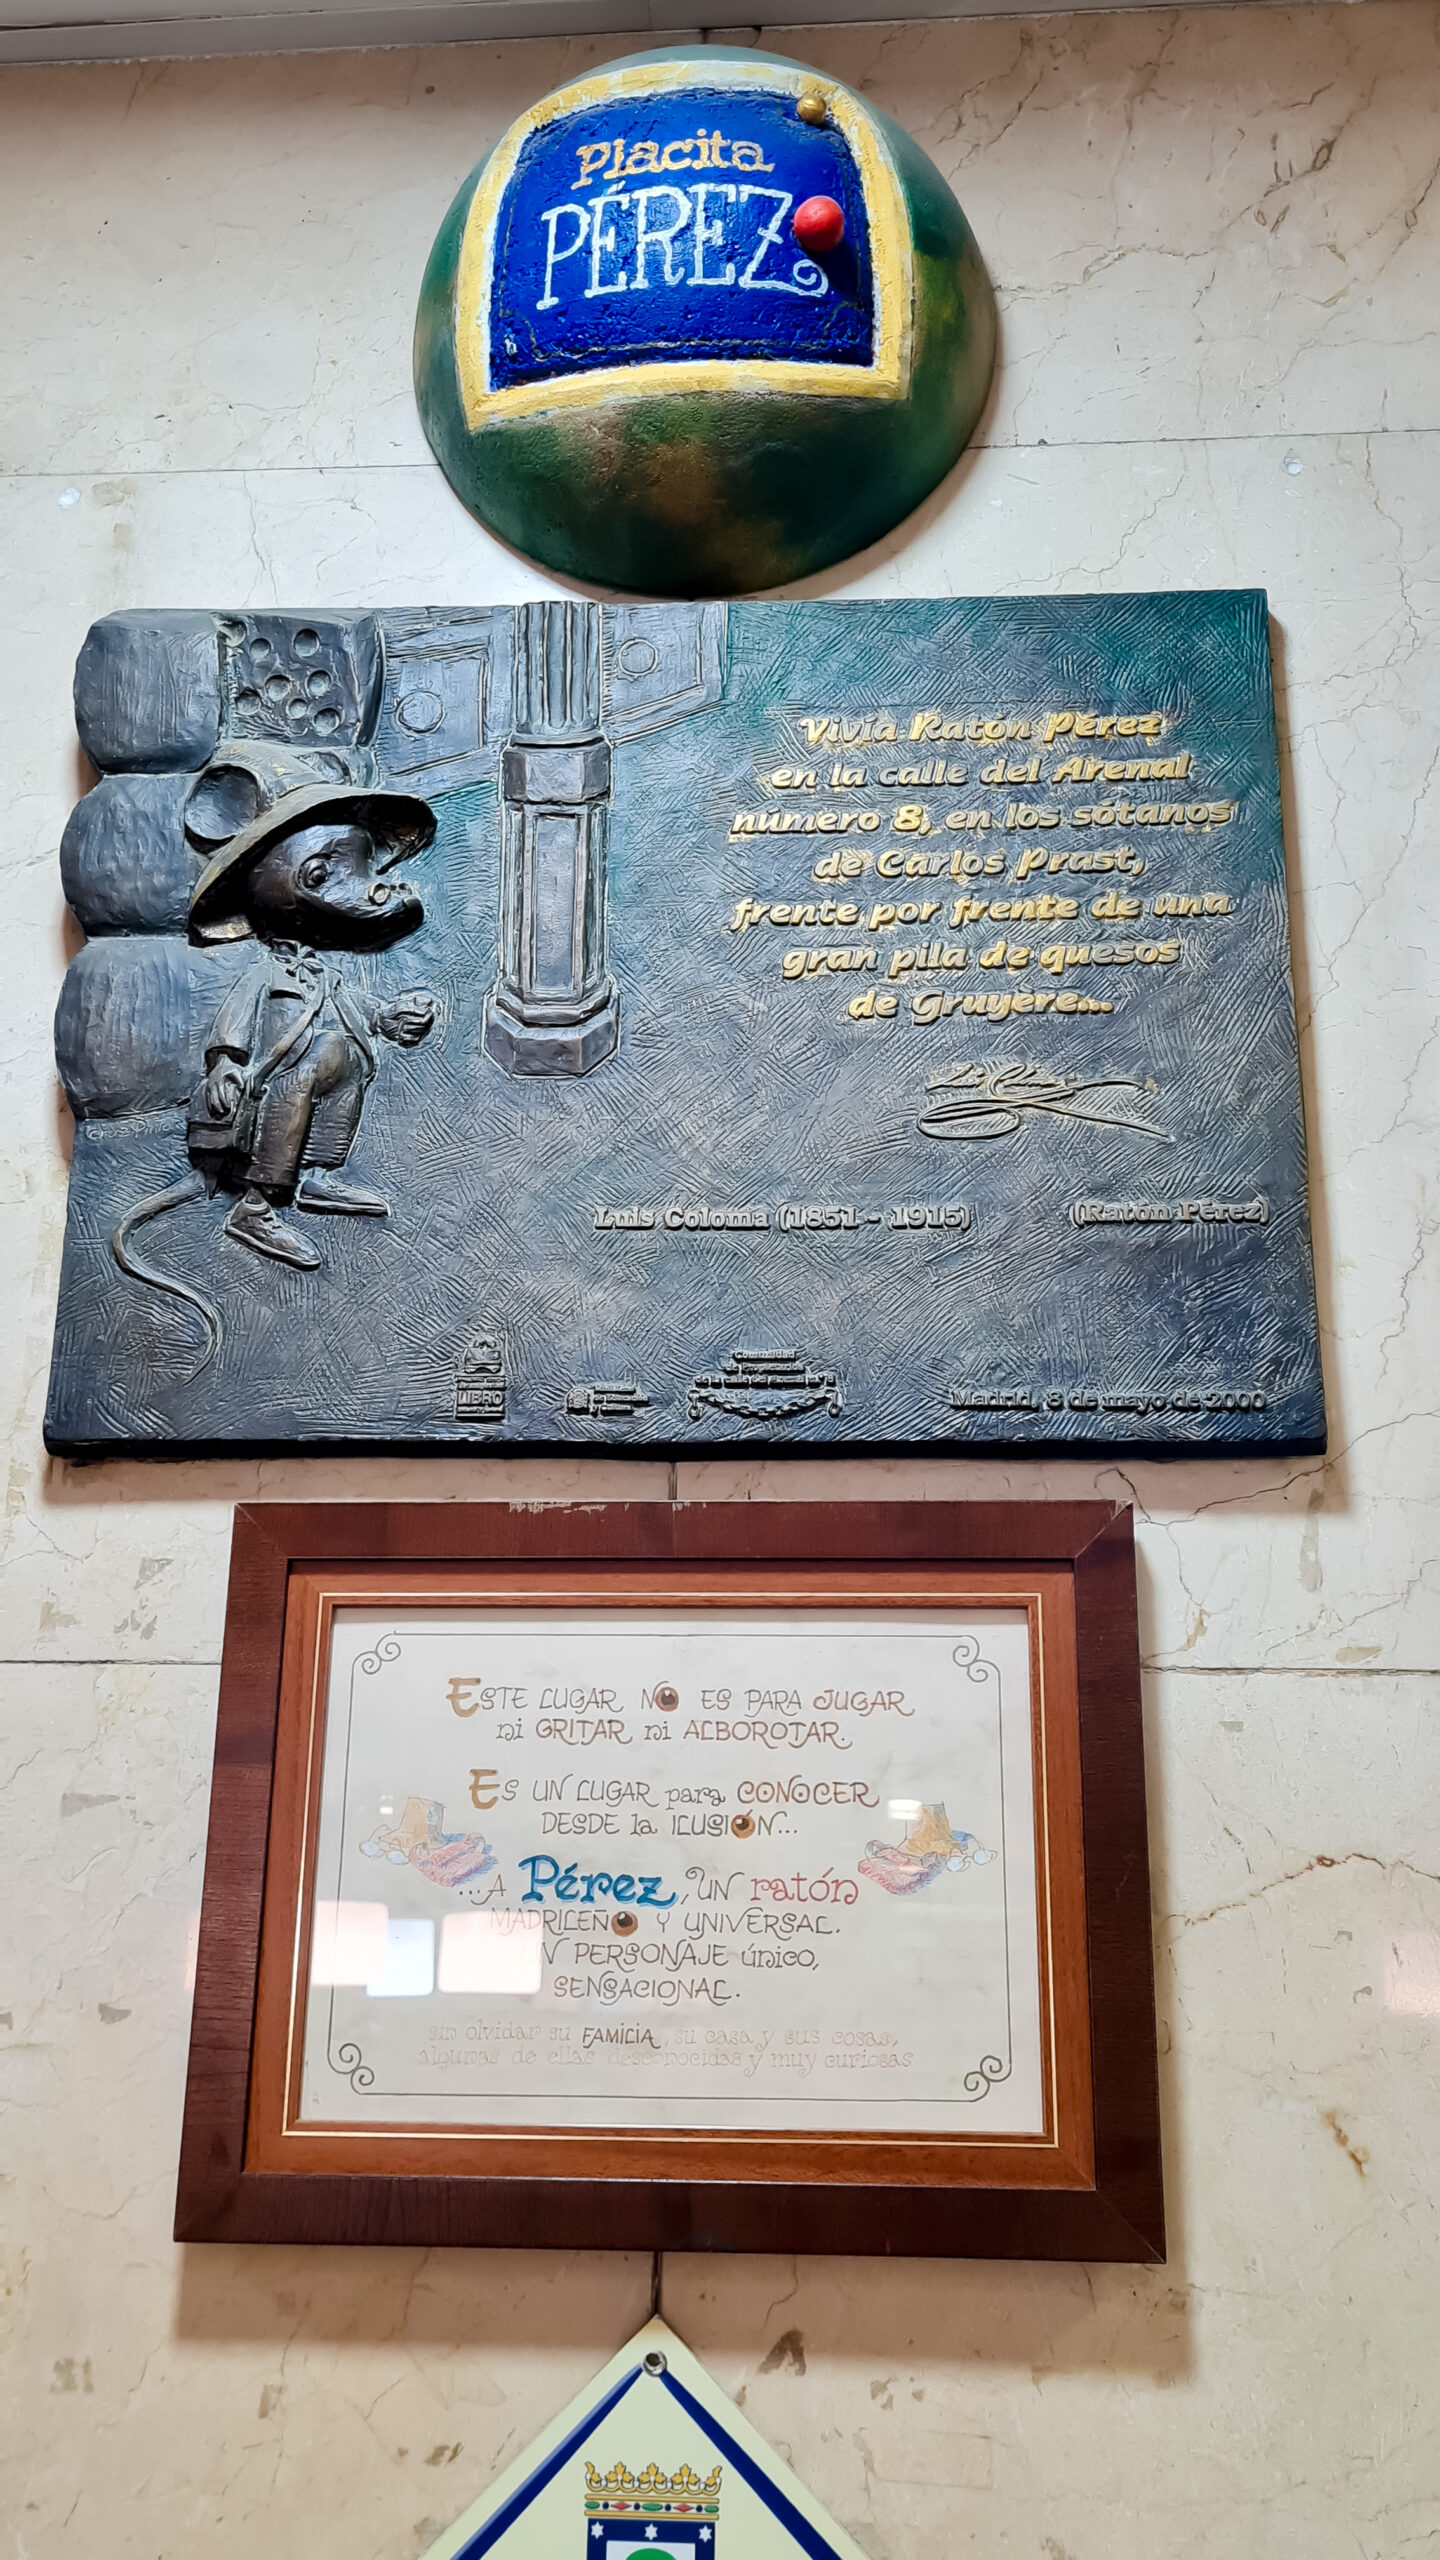 Placita
PÉREZ
Vivía Ratón Pérez
en la calle del Arenal
número 8, en los sótanos
de Carlos Prast,
frente por frente de una
gran pila de quesos
de Gruyère...
Luis Coloma (1851 - 1915) (Ratón Pérez)
LIBRO
Comunidad
de Propietarios
Madrid, 8 de mayo de 2000
ESTE LUGAR NO ES PARA JUGAR
ni GRITAR ni ALBOROTAR.
ES UN LUGAR para CONOCER
DESDE la ILUSIÓN...
...A Pérez, UN ratón
MADRILEÑO Y UNIVERSAL.
UN PERSONAJE único,
SENSACIONAL.
sin olvidar su FAMILIA, su casa y sus cosas,
algunas de ellas desconocidas y muy curiosas